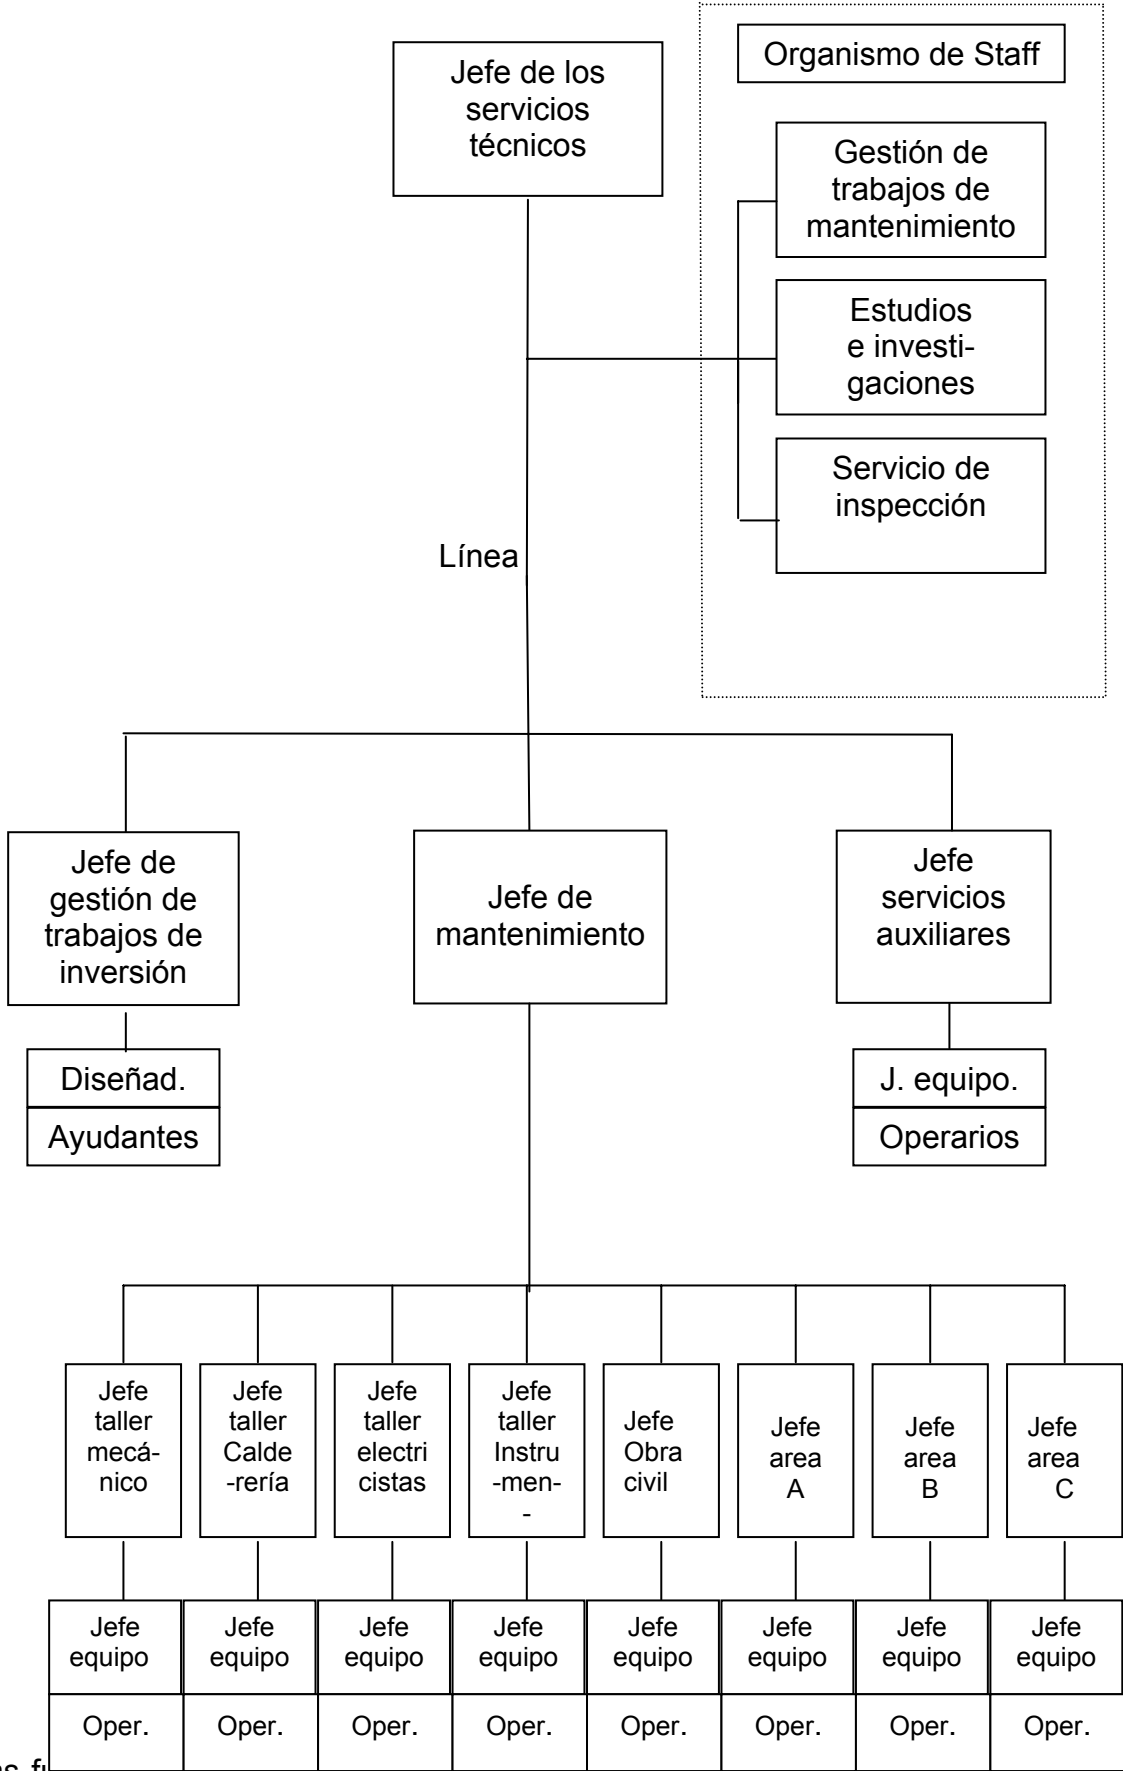 Jefe de los
servicios
técnicos
Organismo de Staff
Gestión de
trabajos de
mantenimiento
Estudios
e investi-
gaciones
Servicio de
inspección
Línea
Jefe de
gestión de
trabajos de
inversión
Jefe de
mantenimiento
Jefe
servicios
auxiliares
Diseñad.
Ayudantes
J. equipo.
Operarios
Jefe
taller
mecá-
nico
Jefe
taller
Calde
-rería
Jefe
taller
electri
cistas
Jefe
taller
Instru
-men-
-
Jefe
Obra
civil
Jefe
area
A
Jefe
area
B
Jefe
area
C
Jefe
equipo
Jefe
equipo
Jefe
equipo
Jefe
equipo
Jefe
equipo
Jefe
equipo
Jefe
equipo
Jefe
equipo
Oper.
Oper.
Oper.
Oper.
Oper.
Oper.
Oper.
Oper.